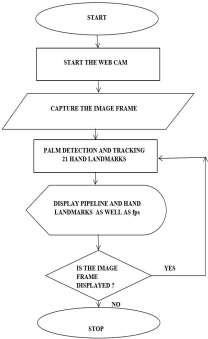 START
START THE WEB CAM
CAPTURE THE IMAGE FRAME
PALM DETECTION AND TRACKING
21 HAND LANDMARKS
DISPLAY PIPELINE AND HAND
LANDMARKS AS WELL AS fps
IS THE IMAGE
FRAME
DISPLAYED ?
YES
NO
STOP